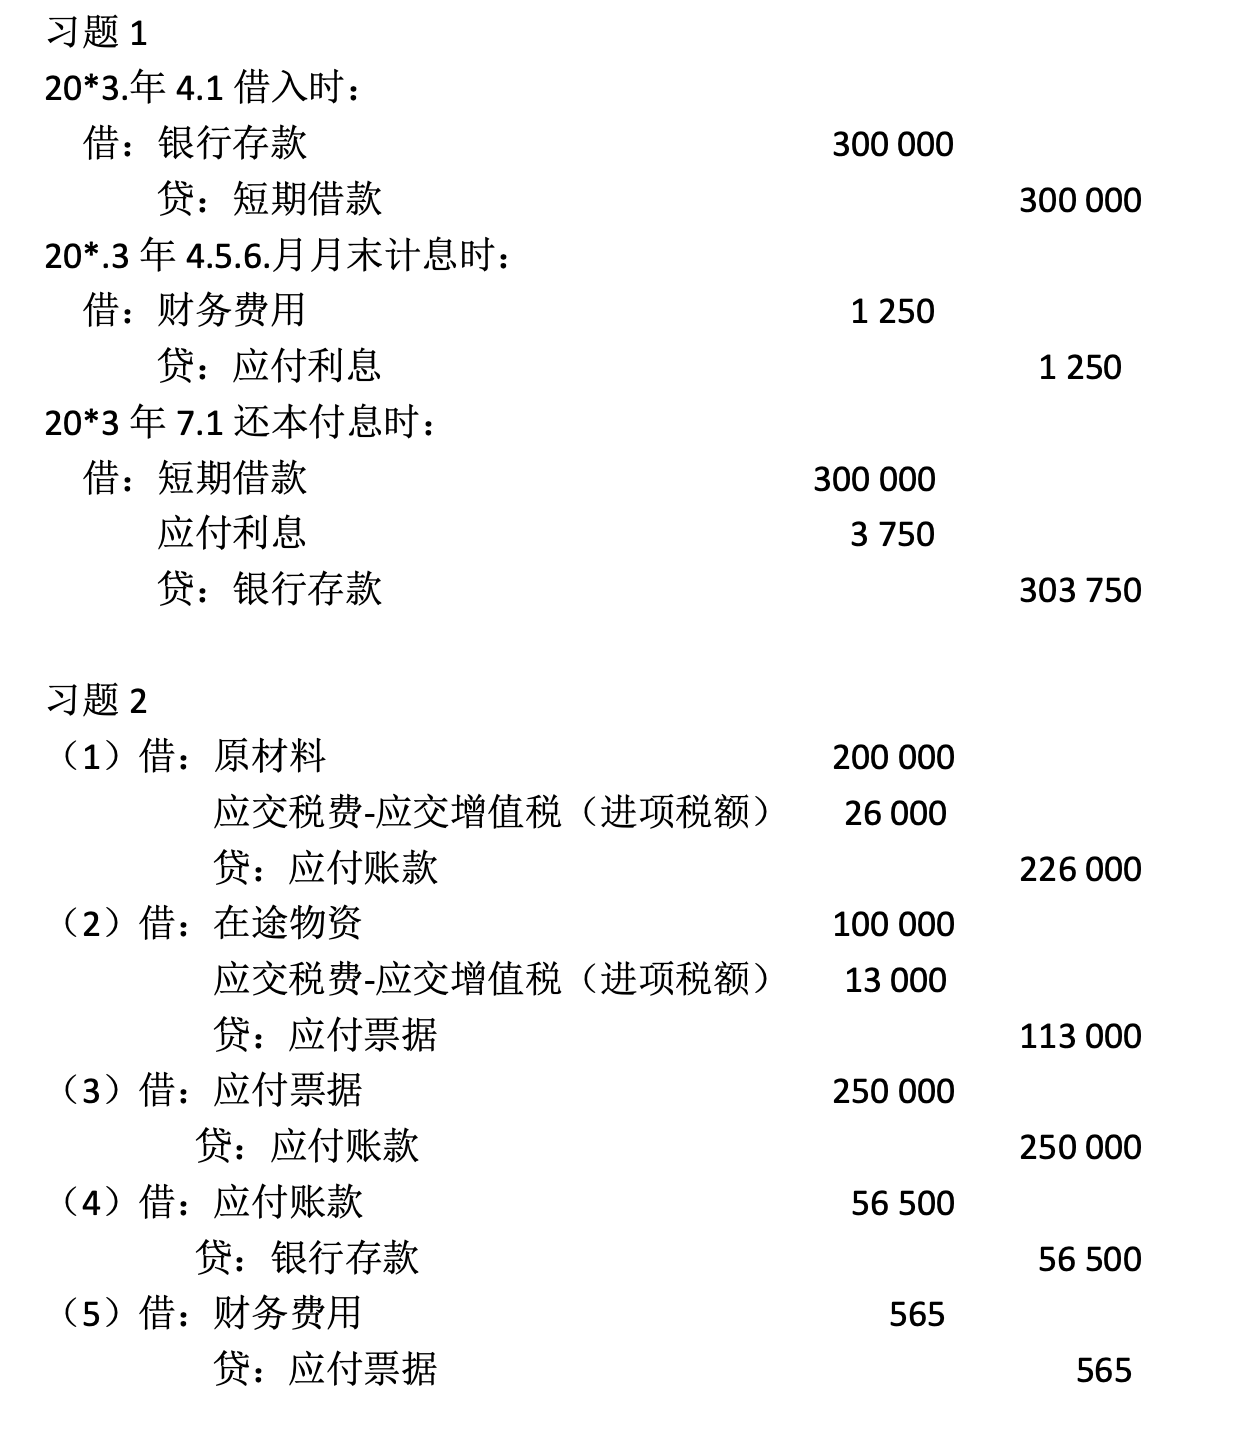 习题 1
20*3.年 4.1 借入时：
借：银行存款 300 000
贷：短期借款 300 000
20*.3 年 4.5.6.月月末计息时：
借：财务费用 1 250
贷：应付利息 1 250
20*3 年 7.1 还本付息时：
借：短期借款 300 000
应付利息 3 750
贷：银行存款 303 750
习题 2
（1）借：原材料 200 000
应交税费-应交增值税（进项税额） 26 000
贷：应付账款 226 000
（2）借：在途物资 100 000
应交税费-应交增值税（进项税额） 13 000
贷：应付票据 113 000
（3）借：应付票据 250 000
贷：应付账款 250 000
（4）借：应付账款 56 500
贷：银行存款 56 500
（5）借：财务费用 565
贷：应付票据 565